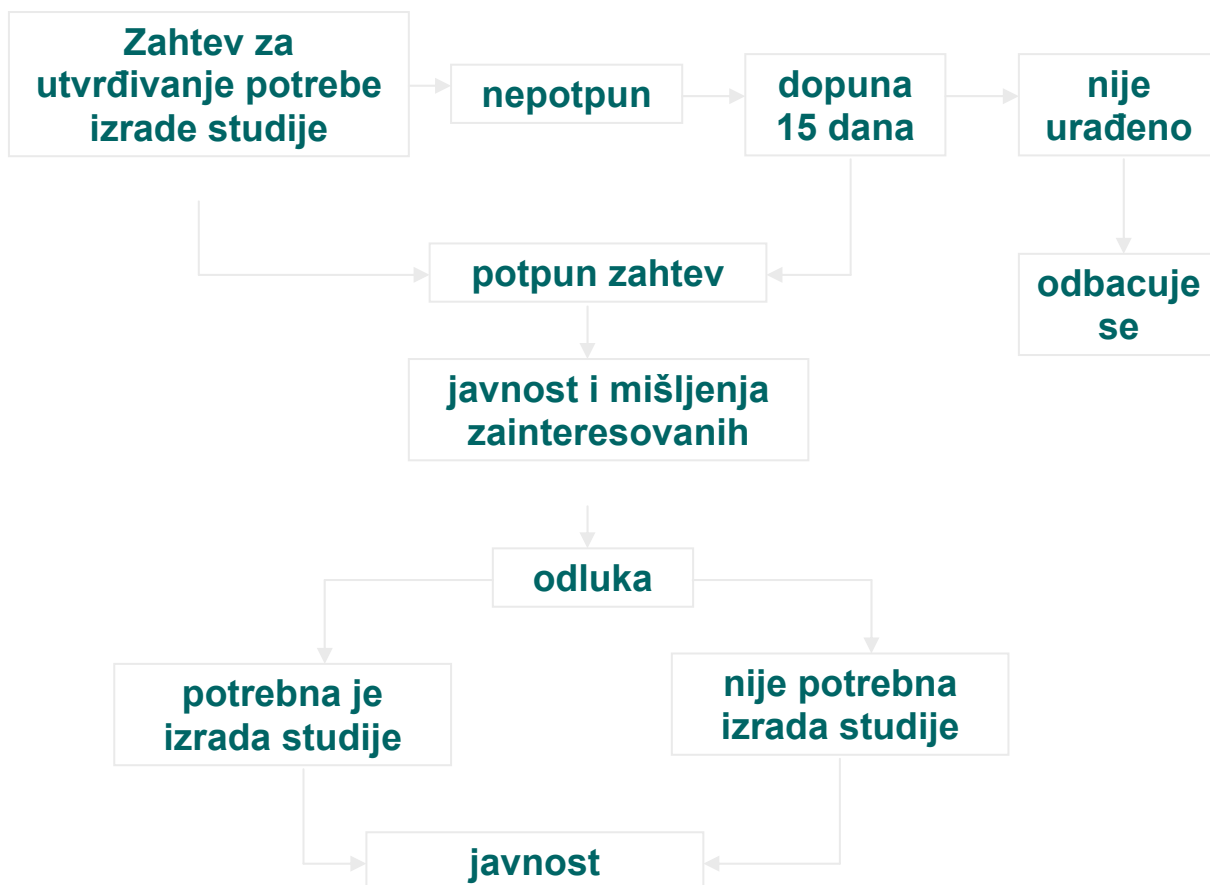 Zahtev za
utvrđivanje potrebe
izrade studije
nepotpun
dopuna
15 dana
nije
urađeno
potpun zahtev
odbacuje
se
javnost i mišljenja
zainteresovanih
odluka
potrebna je
izrada studije
nije potrebna
izrada studije
javnost